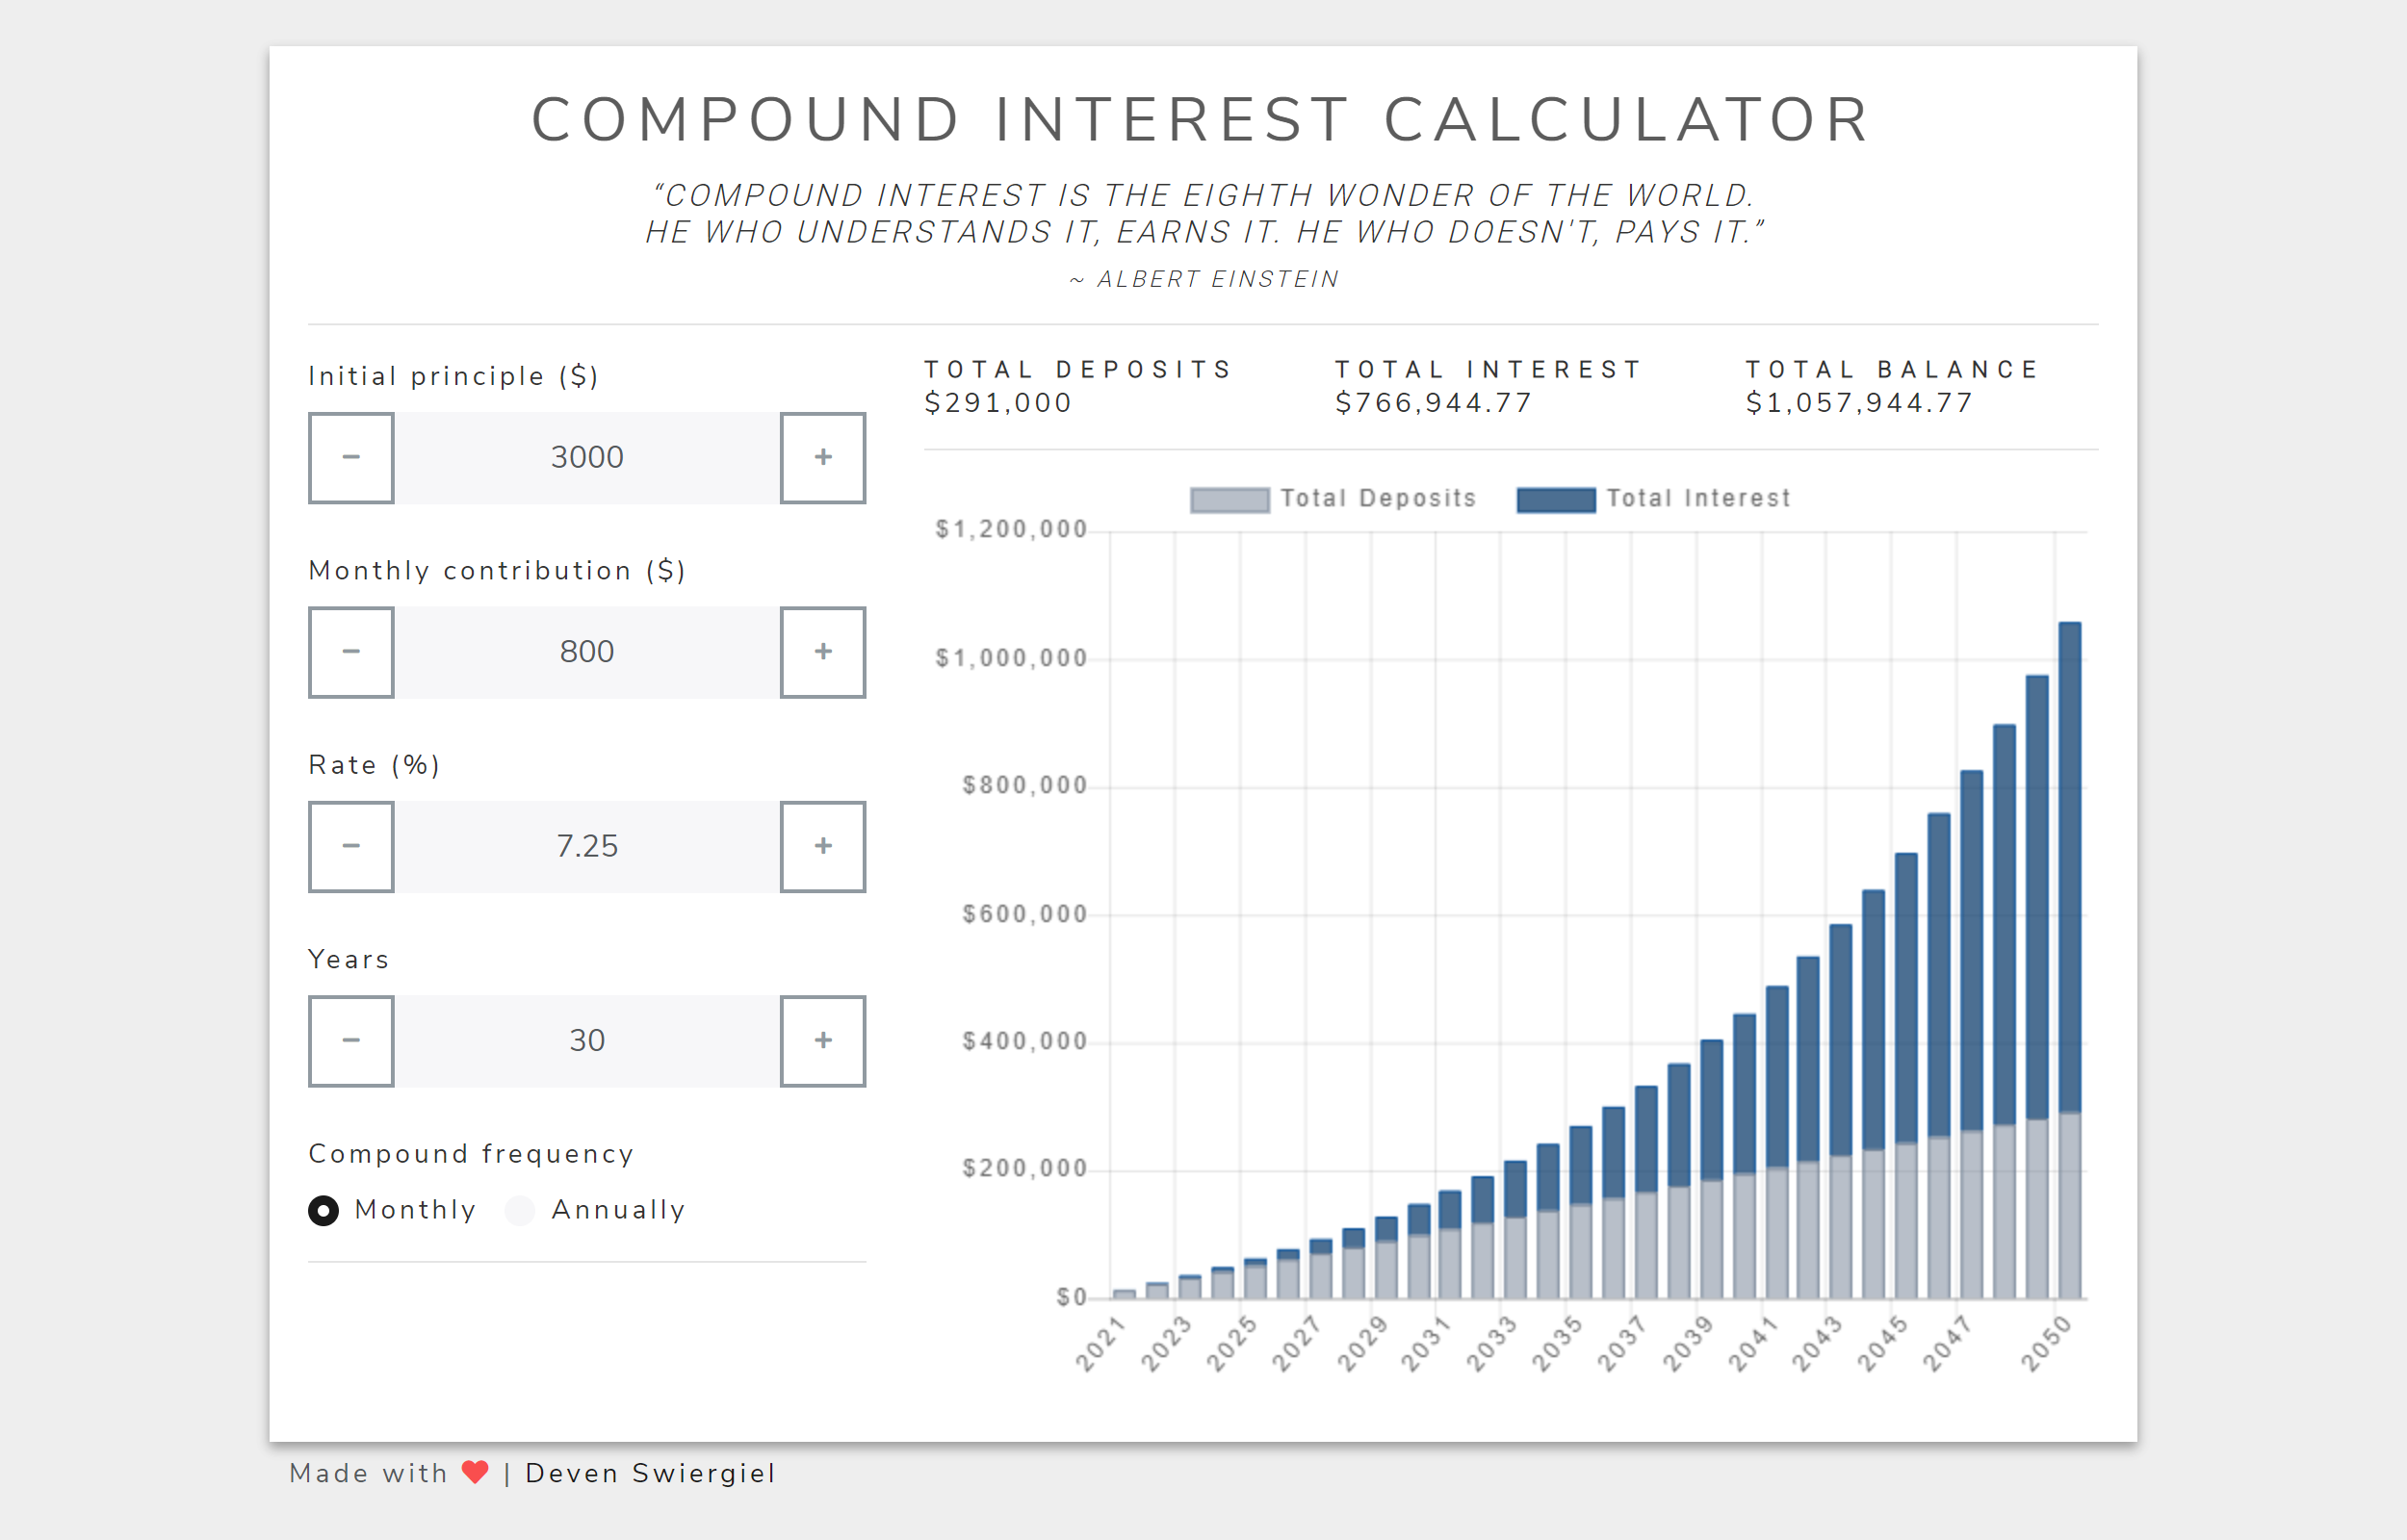 COMPOUND INTEREST CALCULATOR
“COMPOUND INTEREST IS THE EIGHTH WONDER OF THE WORLD.
HE WHO UNDERSTANDS IT, EARNS IT. HE WHO DOESN'T, PAYS IT.”
~ ALBERT EINSTEIN
Initial principle ($)
− 3000 +
Monthly contribution ($)
− 800 +
Rate (%)
− 7.25 +
Years
− 30 +
Compound frequency
Monthly Annually
TOTAL DEPOSITS TOTAL INTEREST TOTAL BALANCE
$291,000 $766,944.77 $1,057,944.77
Total Deposits Total Interest
$1,200,000
$1,000,000
$800,000
$600,000
$400,000
$200,000
$0
2021 2023 2025 2027 2029 2031 2033 2035 2037 2039 2041 2043 2045 2047 2050
Made with ❤ | Deven Swiergiel